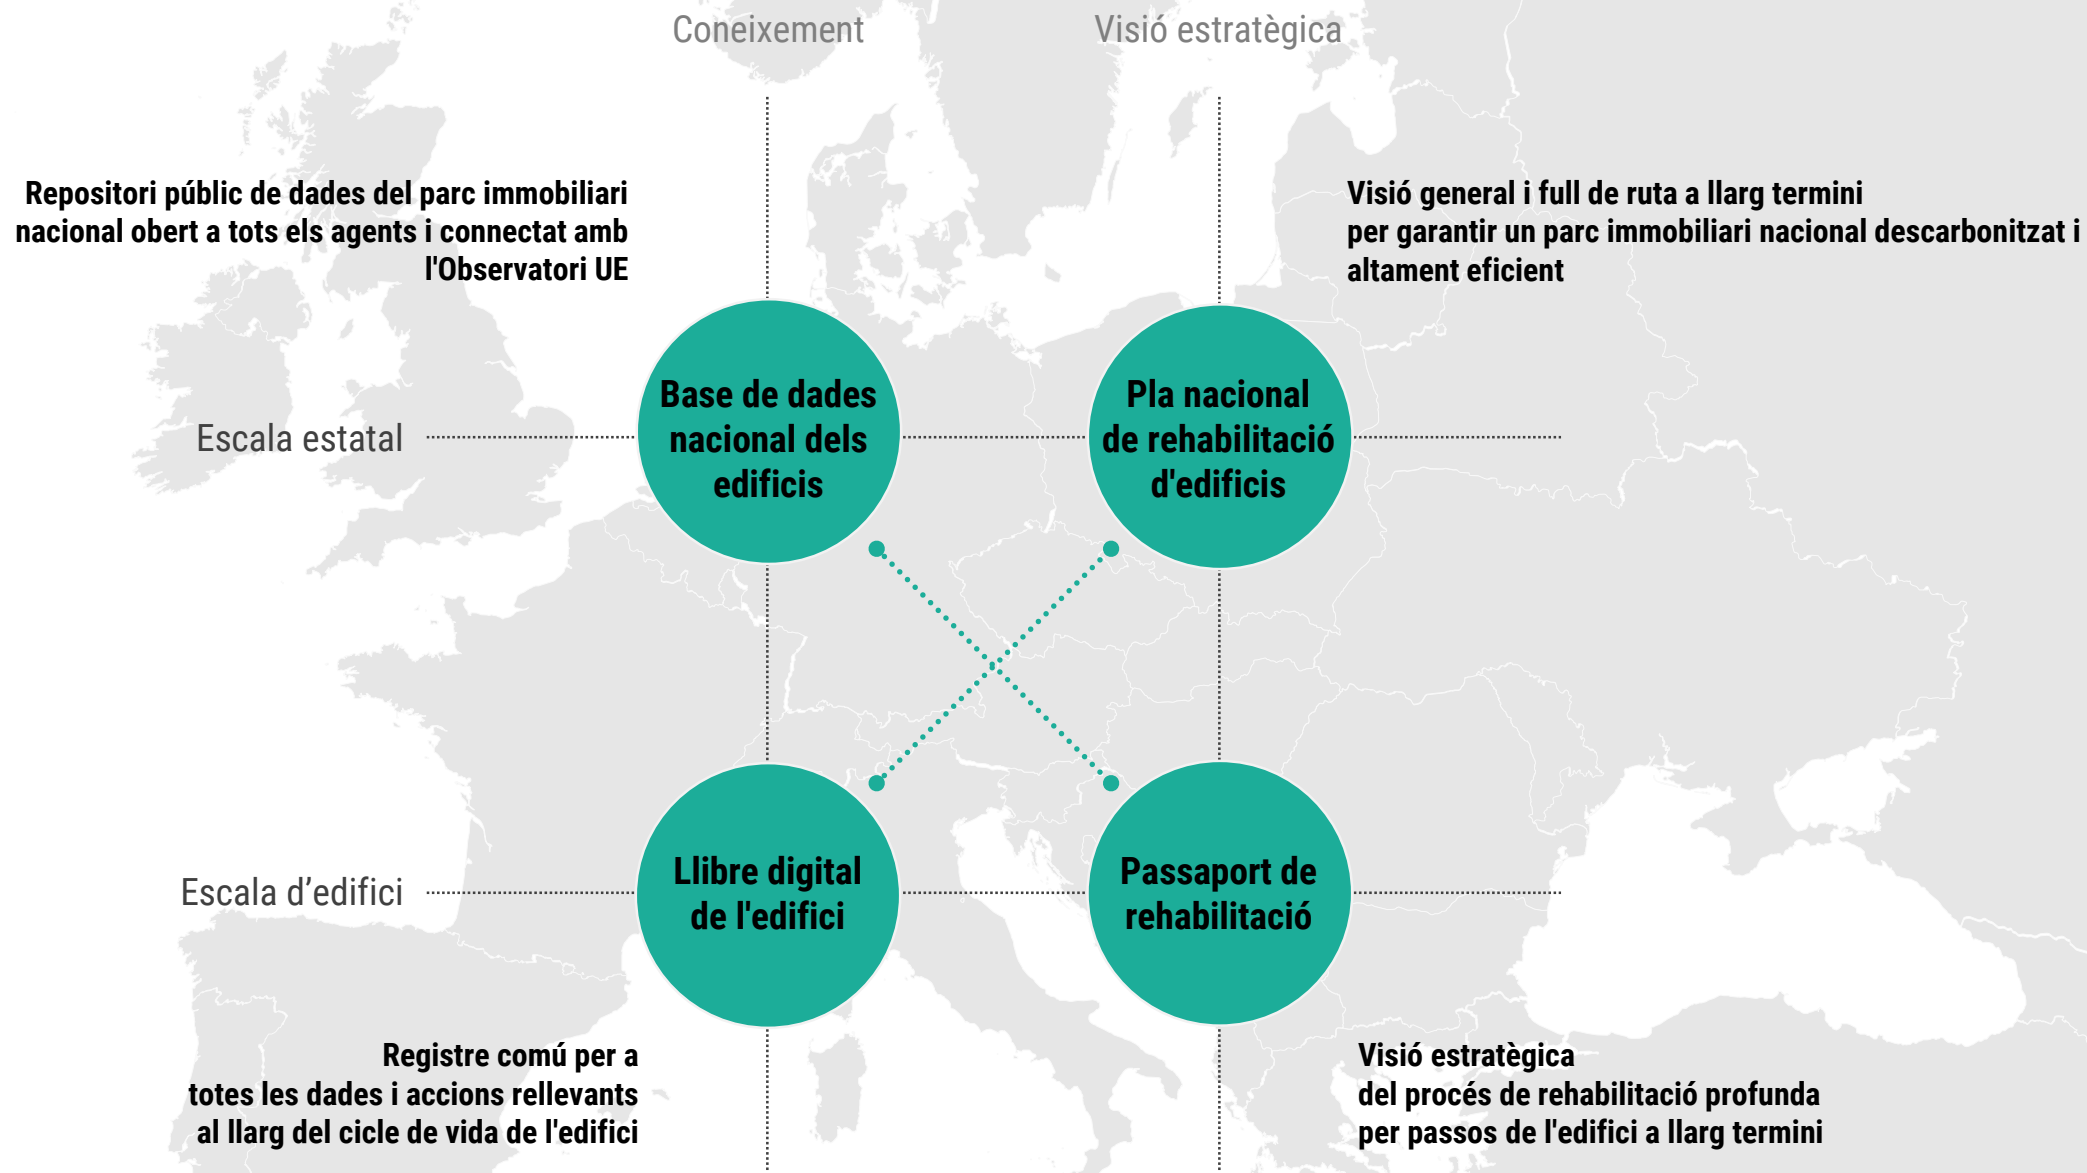 Coneixement
Visió estratègica
Repositori públic de dades del parc immobiliari
nacional obert a tots els agents i connectat amb
l'Observatori UE
Visió general i full de ruta a llarg termini
per garantir un parc immobiliari nacional descarbonitzat i
altament eficient
Escala estatal
Base de dades
nacional dels
edificis
Pla nacional
de rehabilitació
d'edificis
Escala d’edifici
Llibre digital
de l'edifici
Passaport de
rehabilitació
Registre comú per a
totes les dades i accions rellevants
al llarg del cicle de vida de l'edifici
Visió estratègica
del procés de rehabilitació profunda
per passos de l'edifici a llarg termini